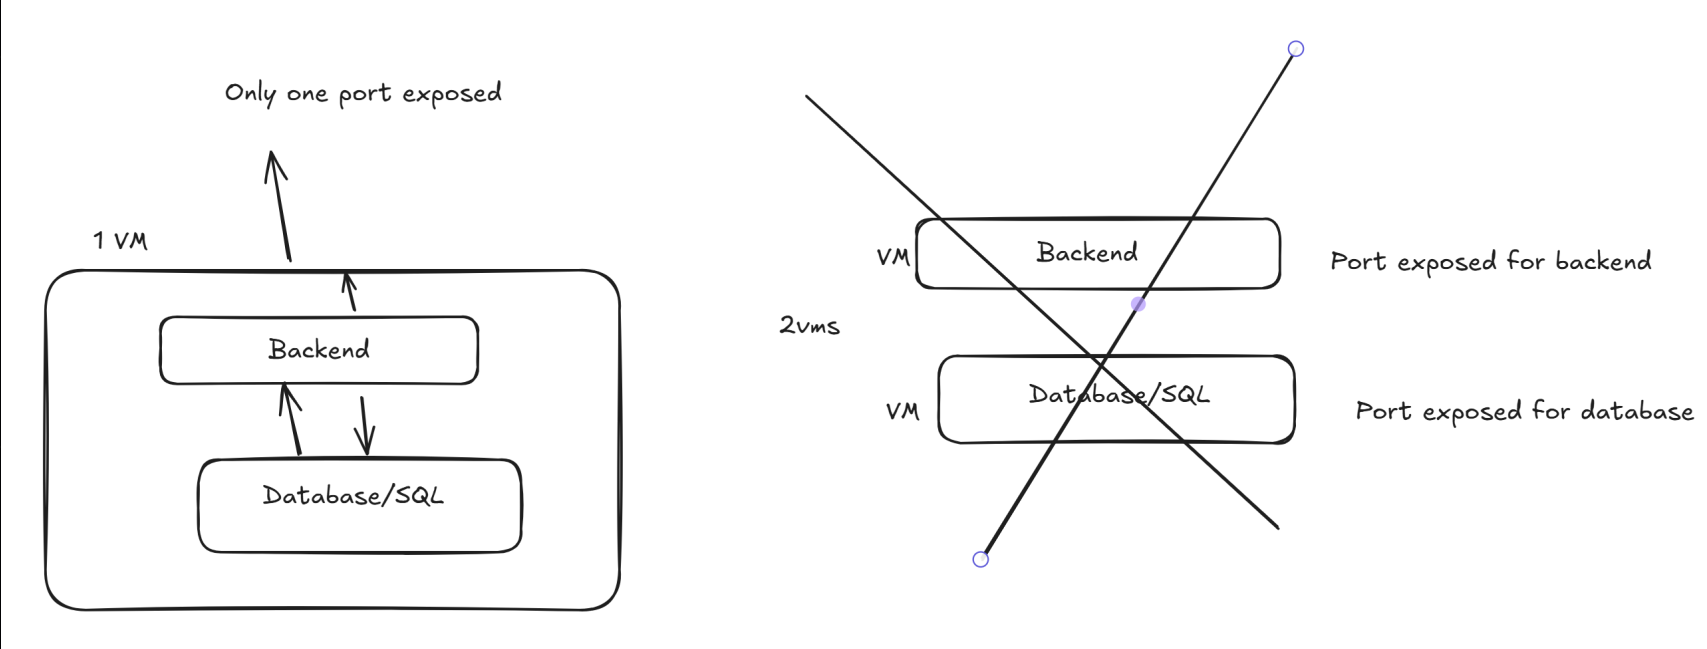 Only one port exposed
1 VM
Backend
Database/SQL
VM
Backend
Port exposed for backend
2vms
VM
Database/SQL
Port exposed for database